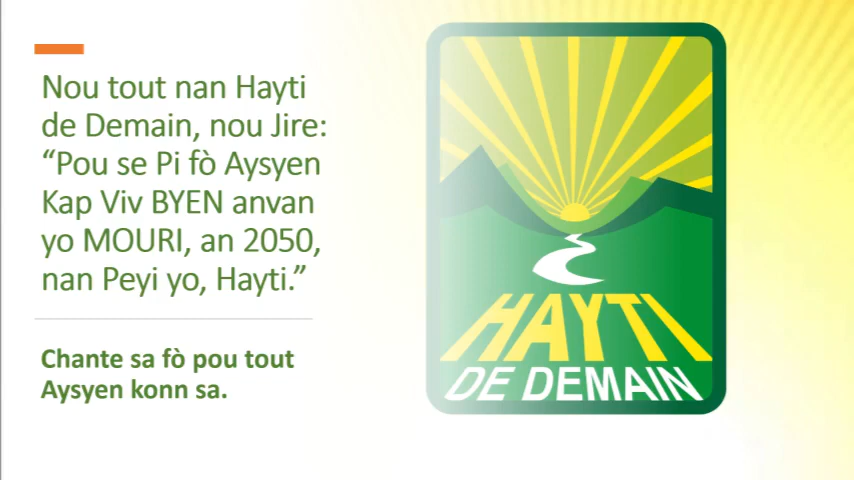 Nou tout nan Hayti
de Demain, nou Jire:
“Pou se Pi fò Aysyen
Kap Viv BYEN anvan
yo MOURI, an 2050,
nan Peyi yo, Hayti.”
Chante sa fò pou tout
Aysyen konn sa.
HAYTI
DE DEMAIN